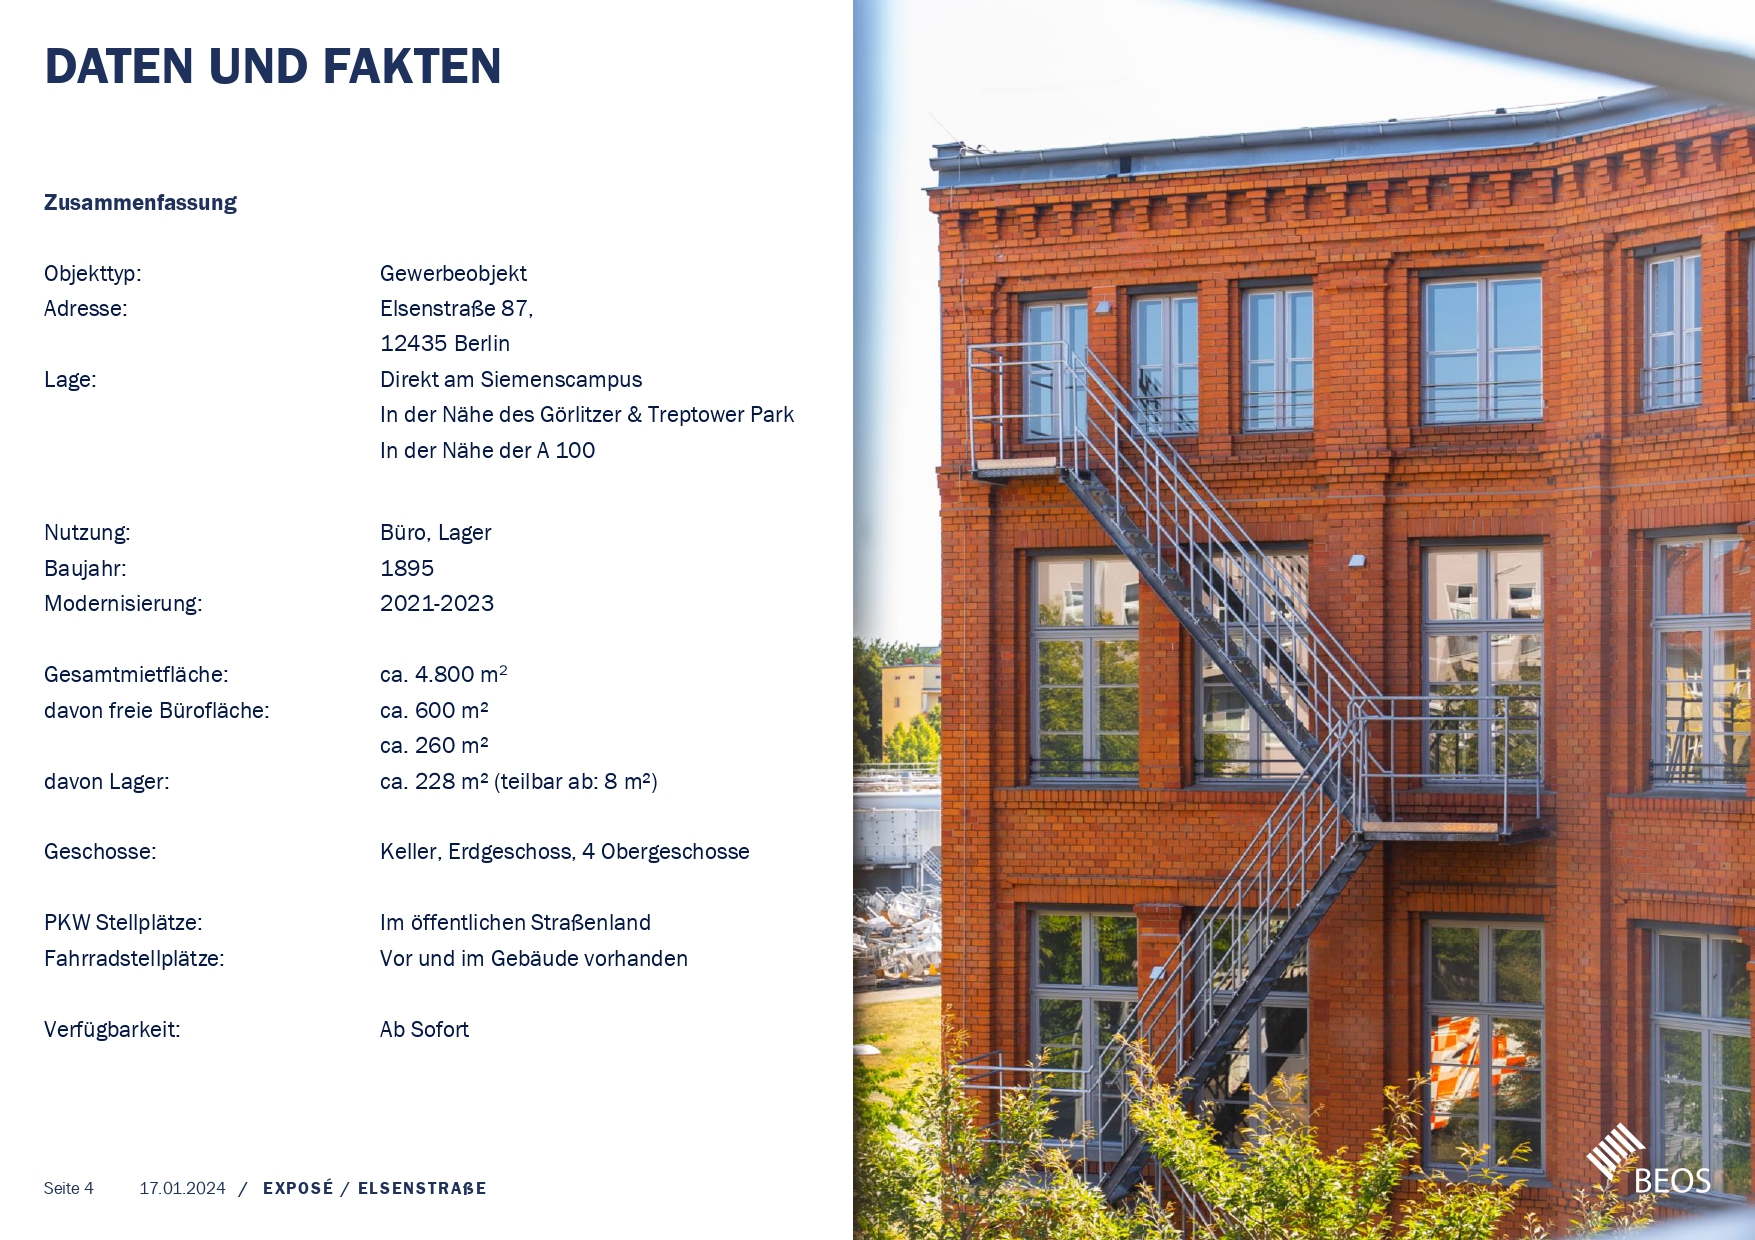 DATEN UND FAKTEN
Zusammenfassung
Objekttyp: Gewerbeobjekt
Adresse: Elsenstraße 87,
12435 Berlin
Lage: Direkt am Siemenscampus
In der Nähe des Görlitzer & Treptower Park
In der Nähe der A 100
Nutzung: Büro, Lager
Baujahr: 1895
Modernisierung: 2021-2023
Gesamtmietfläche: ca. 4.800 m²
davon freie Bürofläche: ca. 600 m²
ca. 260 m²
davon Lager: ca. 228 m² (teilbar ab: 8 m²)
Geschosse: Keller, Erdgeschoss, 4 Obergeschosse
PKW Stellplätze: Im öffentlichen Straßenland
Fahrradstellplätze: Vor und im Gebäude vorhanden
Verfügbarkeit: Ab Sofort
Seite 4 17.01.2024 / EXPOSÉ / ELSENSTRAßE
BEOS